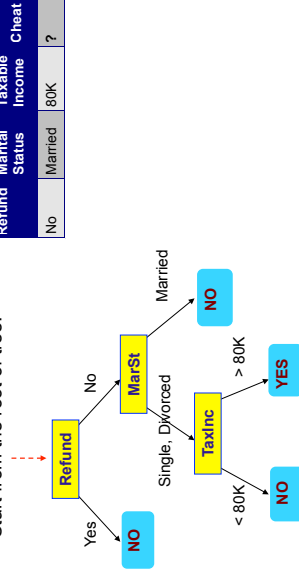 Start from the root of tree.
Refund Marital Taxable
Status Income Cheat
No Married 80K ?
Refund
Yes No
NO MarSt
Single, Divorced Married
TaxInc NO
< 80K > 80K
NO YES